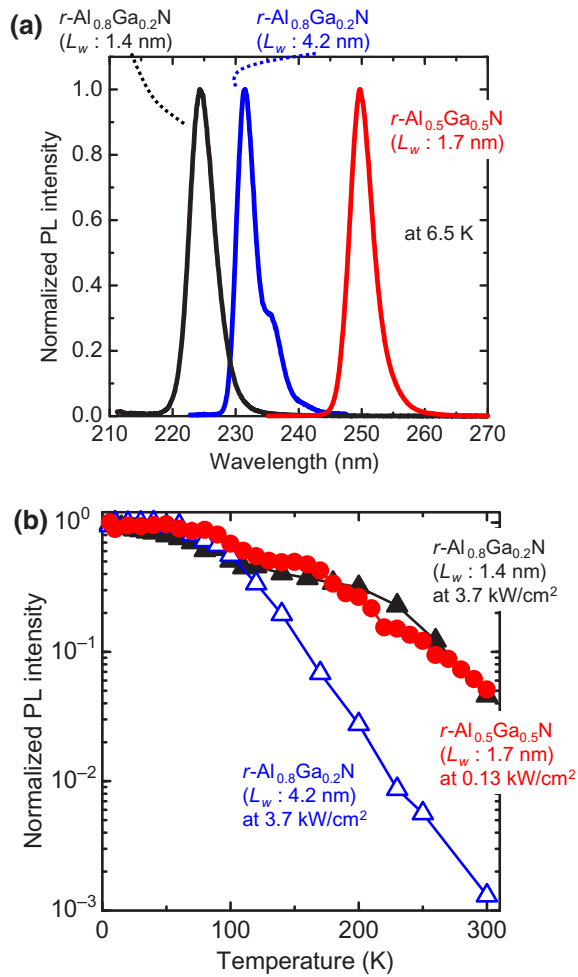 (a)
r-Al0.8Ga0.2N
(Lw : 1.4 nm)
r-Al0.8Ga0.2N
(Lw : 4.2 nm)
r-Al0.5Ga0.5N
(Lw : 1.7 nm)
at 6.5 K
Normalized PL intensity
1.0
0.8
0.6
0.4
0.2
0.0
210 220 230 240 250 260 270
Wavelength (nm)
(b)
r-Al0.8Ga0.2N
(Lw : 1.4 nm)
at 3.7 kW/cm²
r-Al0.5Ga0.5N
(Lw : 1.7 nm)
at 0.13 kW/cm²
r-Al0.8Ga0.2N
(Lw : 4.2 nm)
at 3.7 kW/cm²
Normalized PL intensity
10⁰
10⁻¹
10⁻²
10⁻³
0 100 200 300
Temperature (K)